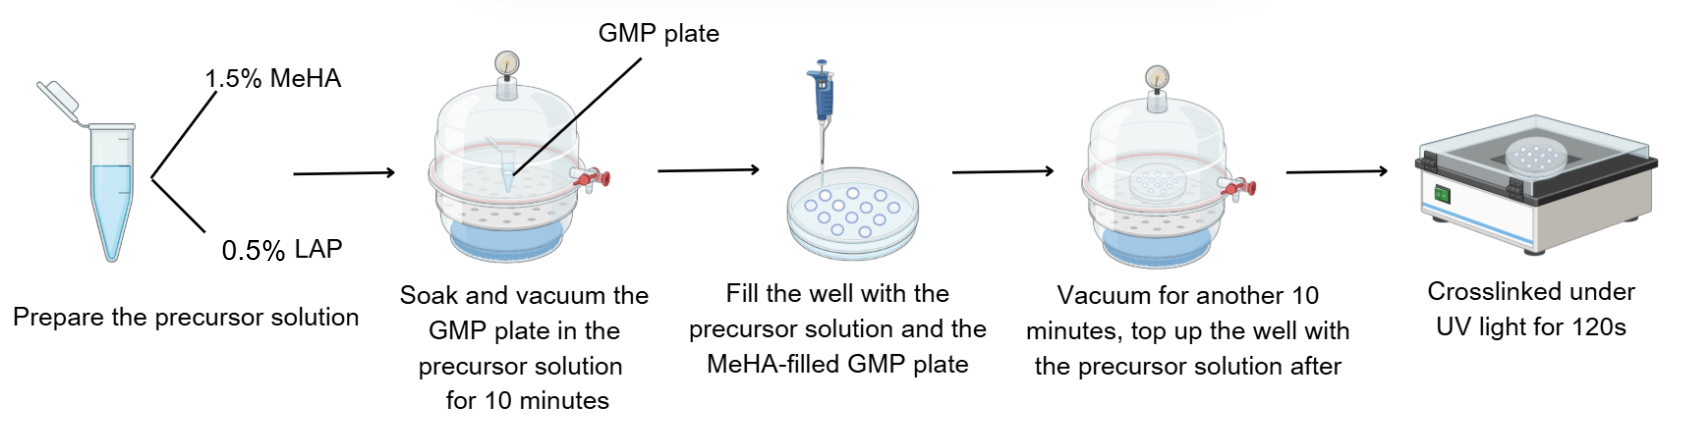 GMP plate
1.5% MeHA
0.5% LAP
Prepare the precursor solution
Soak and vacuum the
GMP plate in the
precursor solution
for 10 minutes
Fill the well with the
precursor solution and the
MeHA-filled GMP plate
Vacuum for another 10
minutes, top up the well with
the precursor solution after
Crosslinked under
UV light for 120s